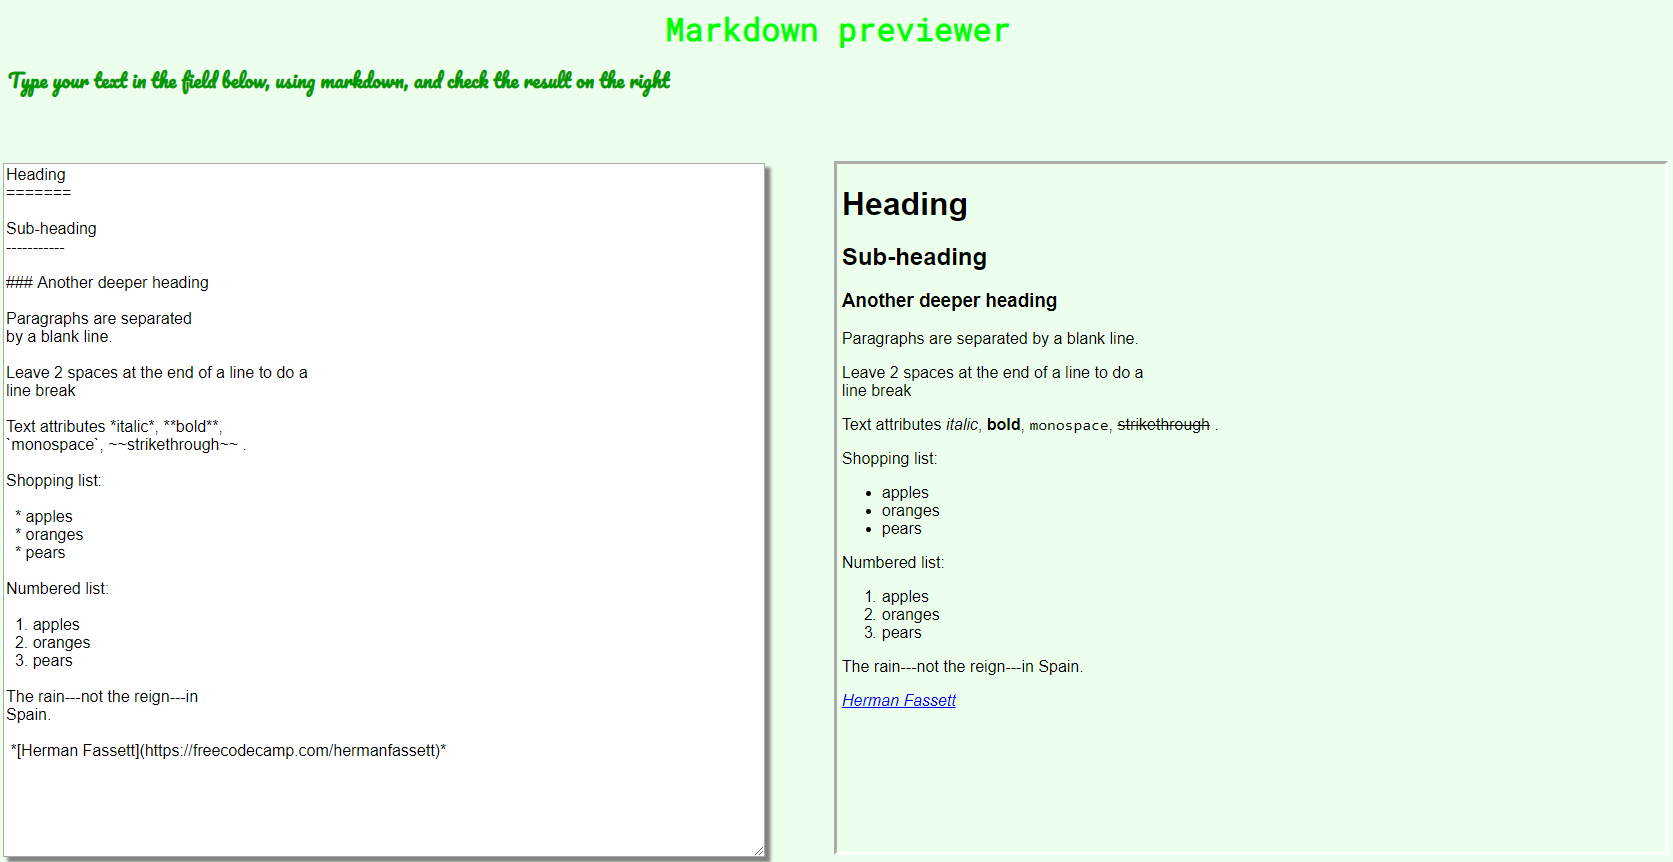 Markdown previewer
Type your text in the field below, using markdown, and check the result on the right
Heading
=======
Sub-heading
-----------
### Another deeper heading
Paragraphs are separated
by a blank line.
Leave 2 spaces at the end of a line to do a
line break
Text attributes *italic*, **bold**,
`monospace`, ~~strikethrough~~ .
Shopping list:
* apples
* oranges
* pears
Numbered list:
1. apples
2. oranges
3. pears
The rain---not the reign---in
Spain.
*[Herman Fassett](https://freecodecamp.com/hermanfassett)*
Heading
Sub-heading
Another deeper heading
Paragraphs are separated by a blank line.
Leave 2 spaces at the end of a line to do a
line break
Text attributes italic, bold, monospace, strikethrough .
Shopping list:
• apples
• oranges
• pears
Numbered list:
1. apples
2. oranges
3. pears
The rain---not the reign---in Spain.
Herman Fassett